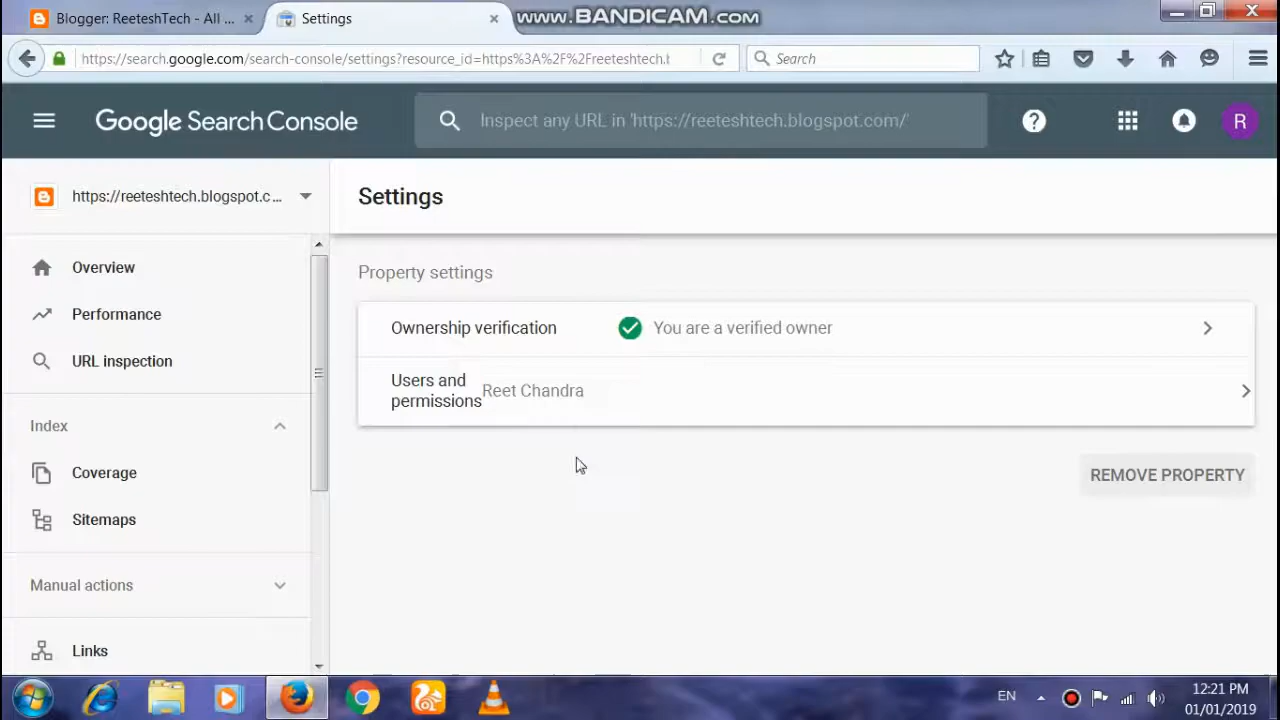 Blogger: ReeteshTech - All ...
Settings
www.BANDICAM.com
https://search.google.com/search-console/settings?resource_id=https%3A%2F%2Freeteshtech.b
Search
Google Search Console
Inspect any URL in 'https://reeteshtech.blogspot.com/'
R
https://reeteshtech.blogspot.c...
Settings
Overview
Property settings
Performance
Ownership verification
You are a verified owner
URL inspection
Users and
permissions
Reet Chandra
Index
Coverage
REMOVE PROPERTY
Sitemaps
Manual actions
Links
EN
12:21 PM
01/01/2019